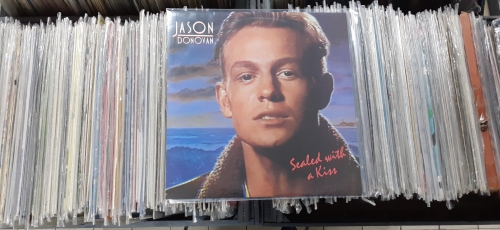 JASON
DONOVAN
Sealed with
a Kiss